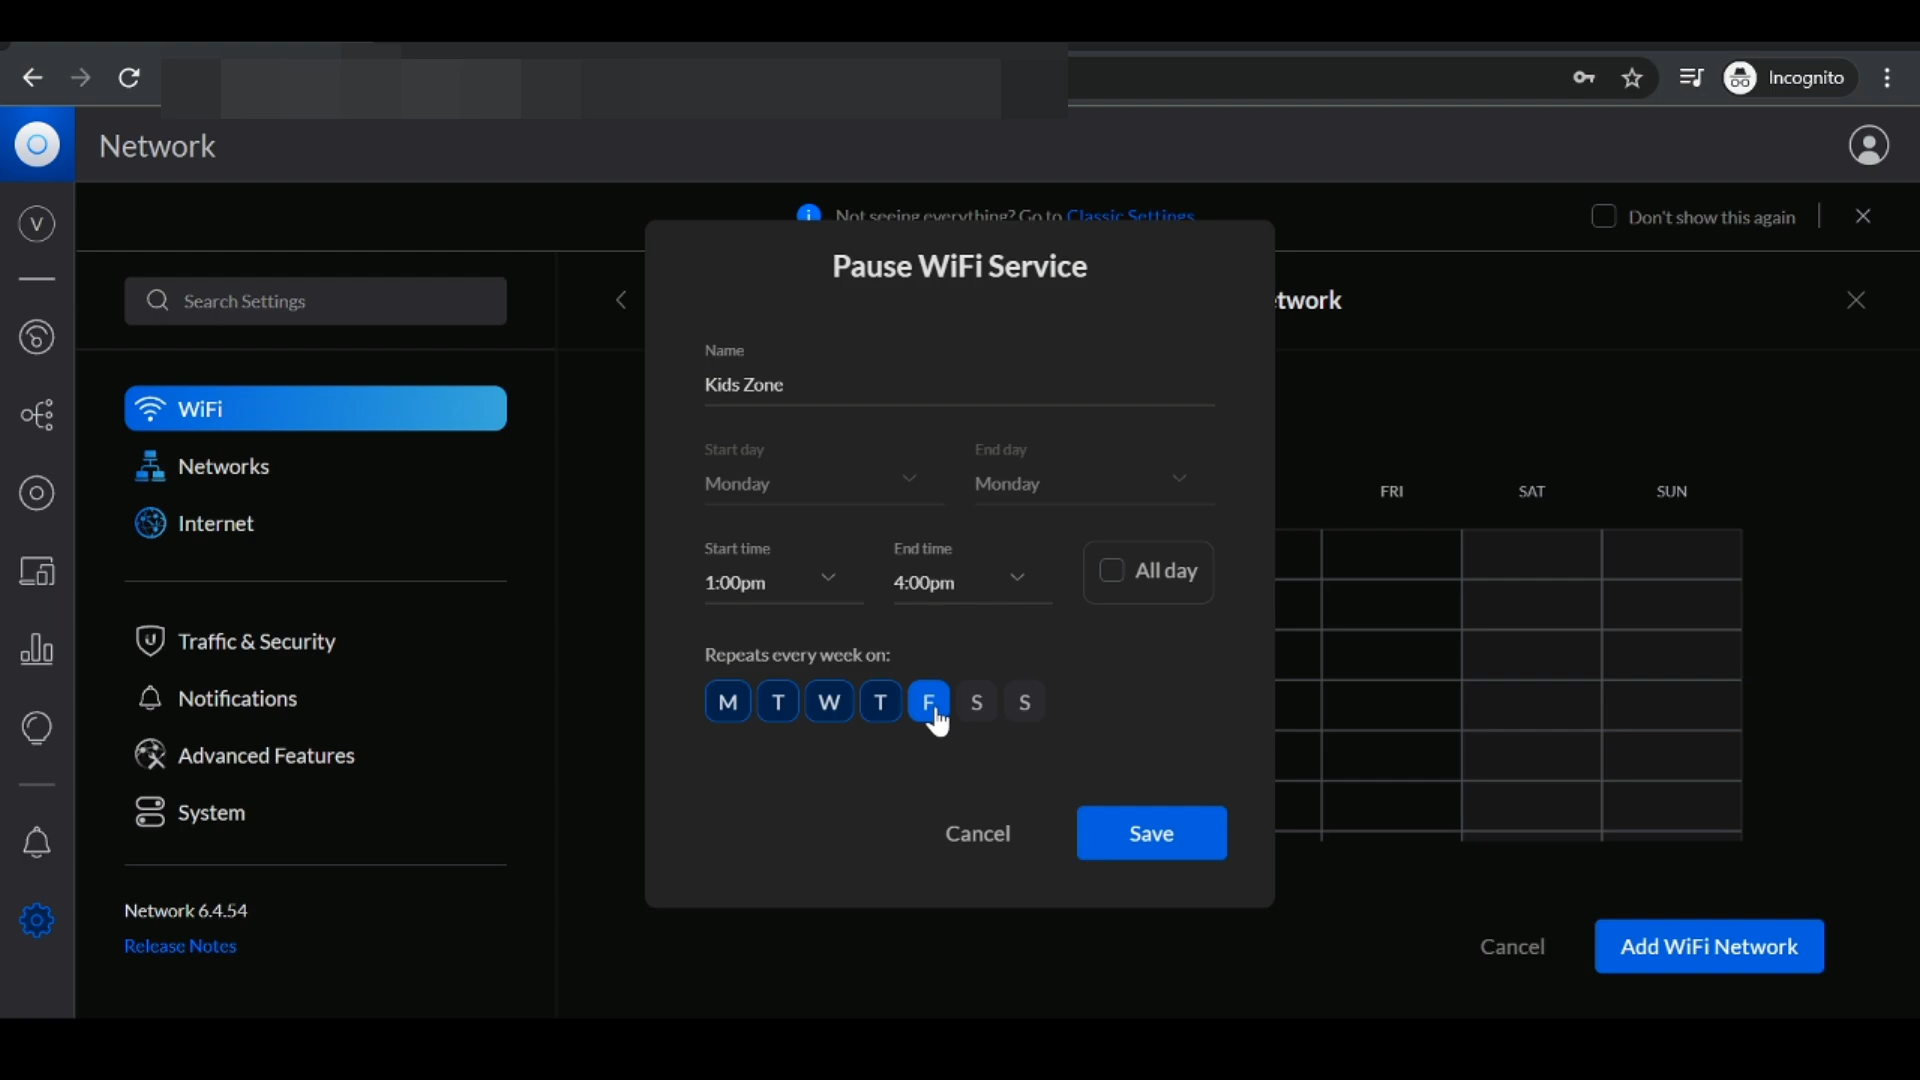 Incognito
Network
V
Not seeing everything? Go to Classic Settings
Don't show this again
Search Settings
Pause WiFi Service
twork
Name
Kids Zone
WiFi
Start day
End day
Monday
Monday
Networks
FRI
SAT
SUN
Internet
Start time
End time
1:00pm
4:00pm
All day
Traffic & Security
Repeats every week on:
M T W T F S S
Notifications
Advanced Features
System
Cancel
Save
Network 6.4.54
Release Notes
Cancel
Add WiFi Network